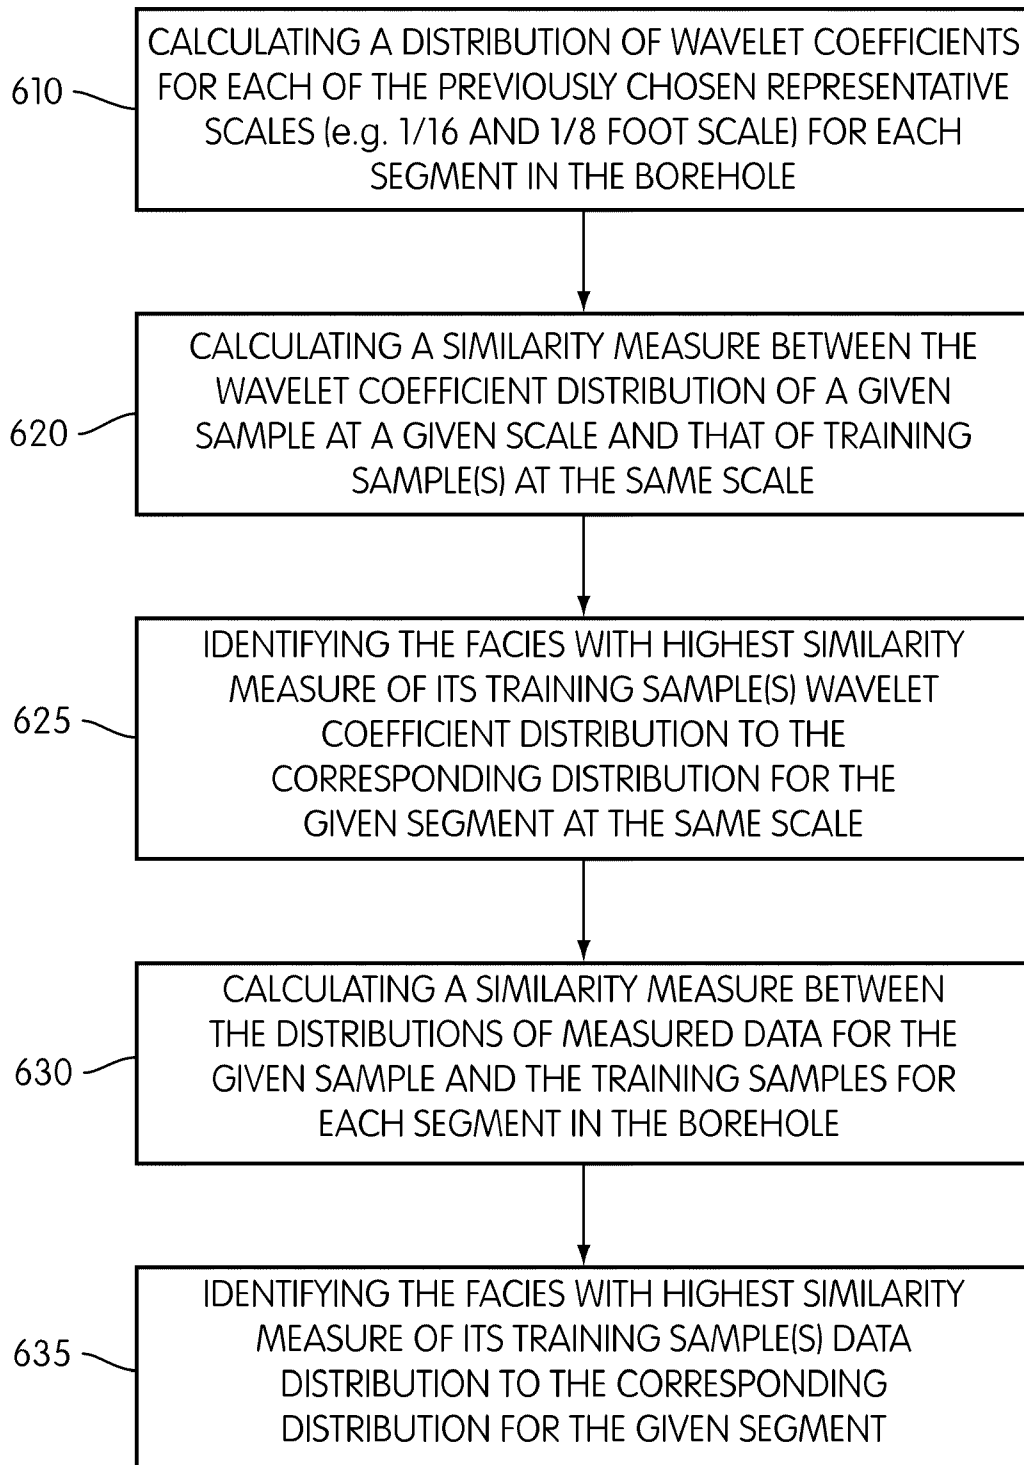 610
CALCULATING A DISTRIBUTION OF WAVELET COEFFICIENTS
FOR EACH OF THE PREVIOUSLY CHOSEN REPRESENTATIVE
SCALES (e.g. 1/16 AND 1/8 FOOT SCALE) FOR EACH
SEGMENT IN THE BOREHOLE
620
CALCULATING A SIMILARITY MEASURE BETWEEN THE
WAVELET COEFFICIENT DISTRIBUTION OF A GIVEN
SAMPLE AT A GIVEN SCALE AND THAT OF TRAINING
SAMPLE(S) AT THE SAME SCALE
625
IDENTIFYING THE FACIES WITH HIGHEST SIMILARITY
MEASURE OF ITS TRAINING SAMPLE(S) WAVELET
COEFFICIENT DISTRIBUTION TO THE
CORRESPONDING DISTRIBUTION FOR THE
GIVEN SEGMENT AT THE SAME SCALE
630
CALCULATING A SIMILARITY MEASURE BETWEEN
THE DISTRIBUTIONS OF MEASURED DATA FOR THE
GIVEN SAMPLE AND THE TRAINING SAMPLES FOR
EACH SEGMENT IN THE BOREHOLE
635
IDENTIFYING THE FACIES WITH HIGHEST SIMILARITY
MEASURE OF ITS TRAINING SAMPLE(S) DATA
DISTRIBUTION TO THE CORRESPONDING
DISTRIBUTION FOR THE GIVEN SEGMENT